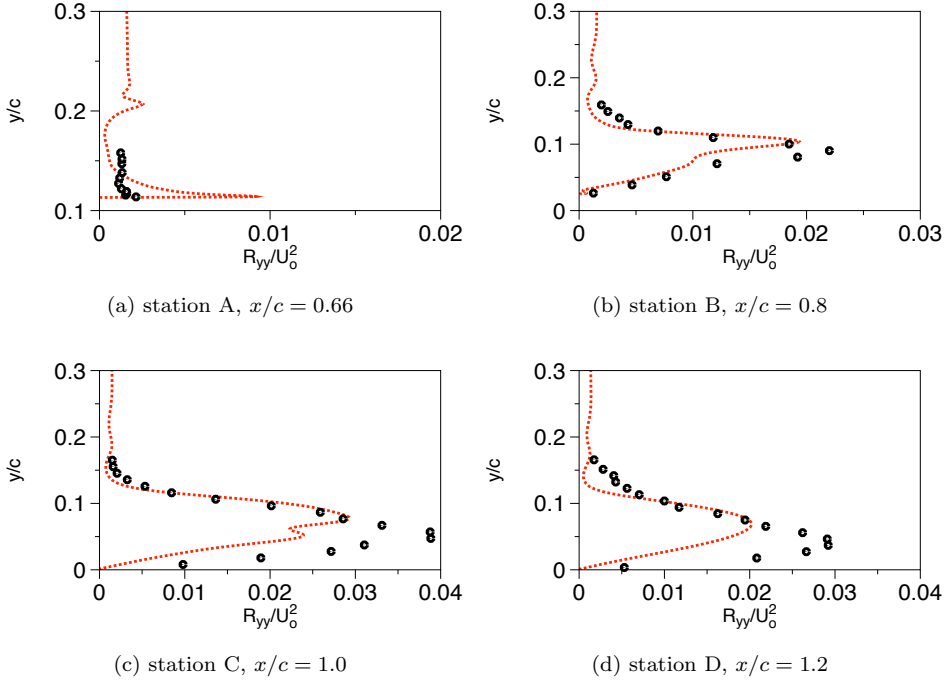 0.3
0.2
0.1
y/c
0 0.01 0.02
R_yy/U_o^2
(a) station A, x/c = 0.66
0.3
0.2
0.1
0
y/c
0 0.01 0.02 0.03
R_yy/U_o^2
(b) station B, x/c = 0.8
0.3
0.2
0.1
0
y/c
0 0.01 0.02 0.03 0.04
R_yy/U_o^2
(c) station C, x/c = 1.0
0.3
0.2
0.1
0
y/c
0 0.01 0.02 0.03 0.04
R_yy/U_o^2
(d) station D, x/c = 1.2